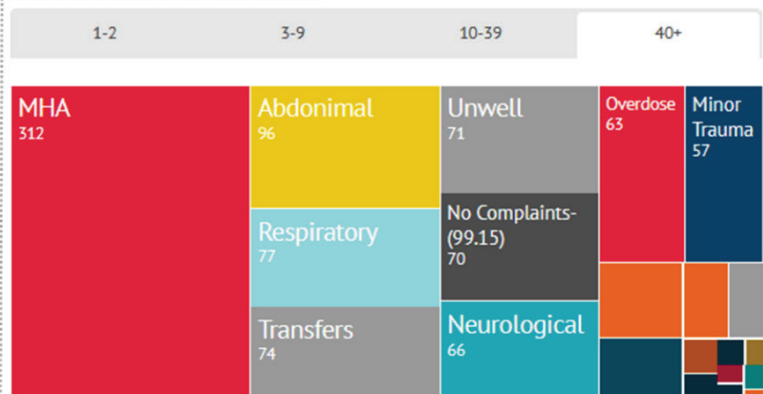 1-2
3-9
10-39
40+
MHA
312
Abdonimal
96
Respiratory
77
Transfers
74
Unwell
71
No Complaints-
(99.15)
70
Neurological
66
Overdose
63
Minor
Trauma
57